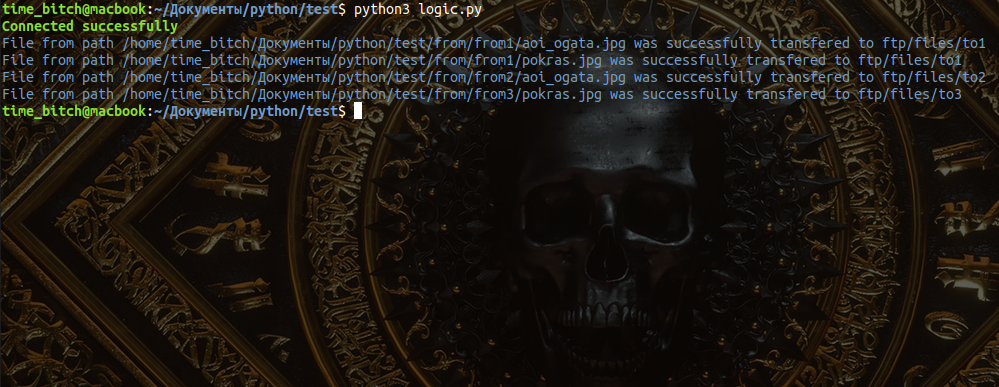 time_bitch@macbook:~/Документы/python/test$ python3 logic.py
Connected successfully
File from path /home/time_bitch/Документы/python/test/from/from1/aoi_ogata.jpg was successfully transfered to ftp/files/to1
File from path /home/time_bitch/Документы/python/test/from/from1/pokras.jpg was successfully transfered to ftp/files/to1
File from path /home/time_bitch/Документы/python/test/from/from2/aoi_ogata.jpg was successfully transfered to ftp/files/to2
File from path /home/time_bitch/Документы/python/test/from/from3/pokras.jpg was successfully transfered to ftp/files/to3
time_bitch@macbook:~/Документы/python/test$